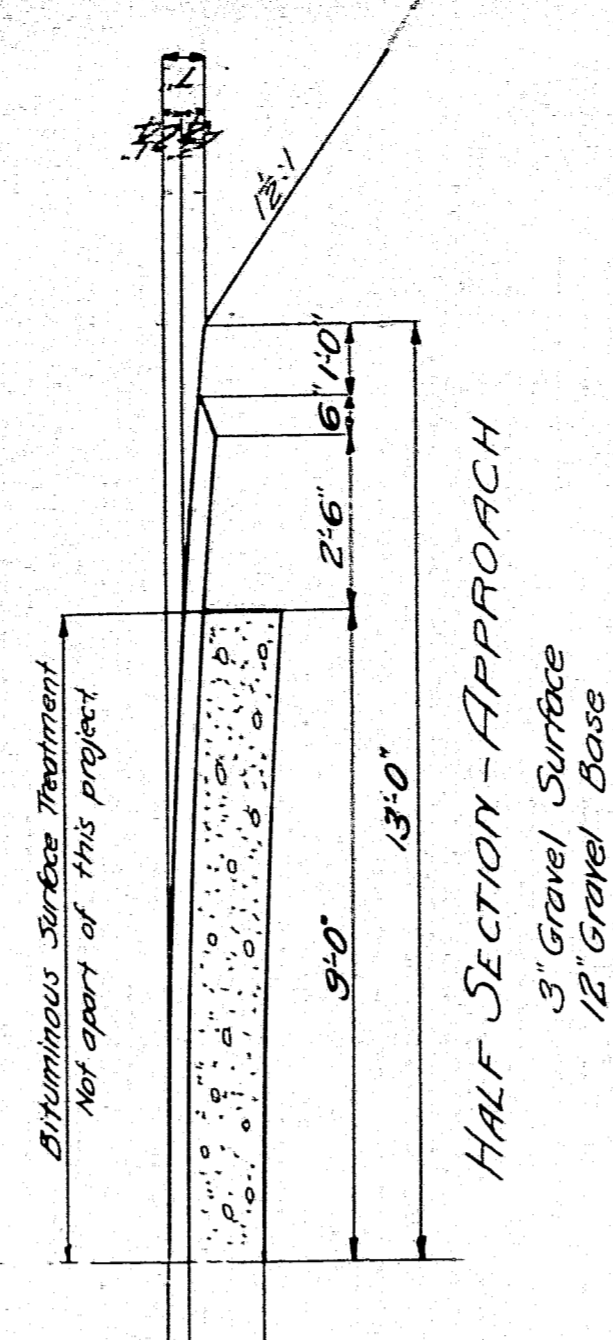 Bituminous Surface Treatment
Not apart of this project.
7"
1½:1
9'-0"
2'-6"
6"
1'-0"
13'-0"
HALF SECTION - APPROACH
3" Gravel Surface
12" Gravel Base